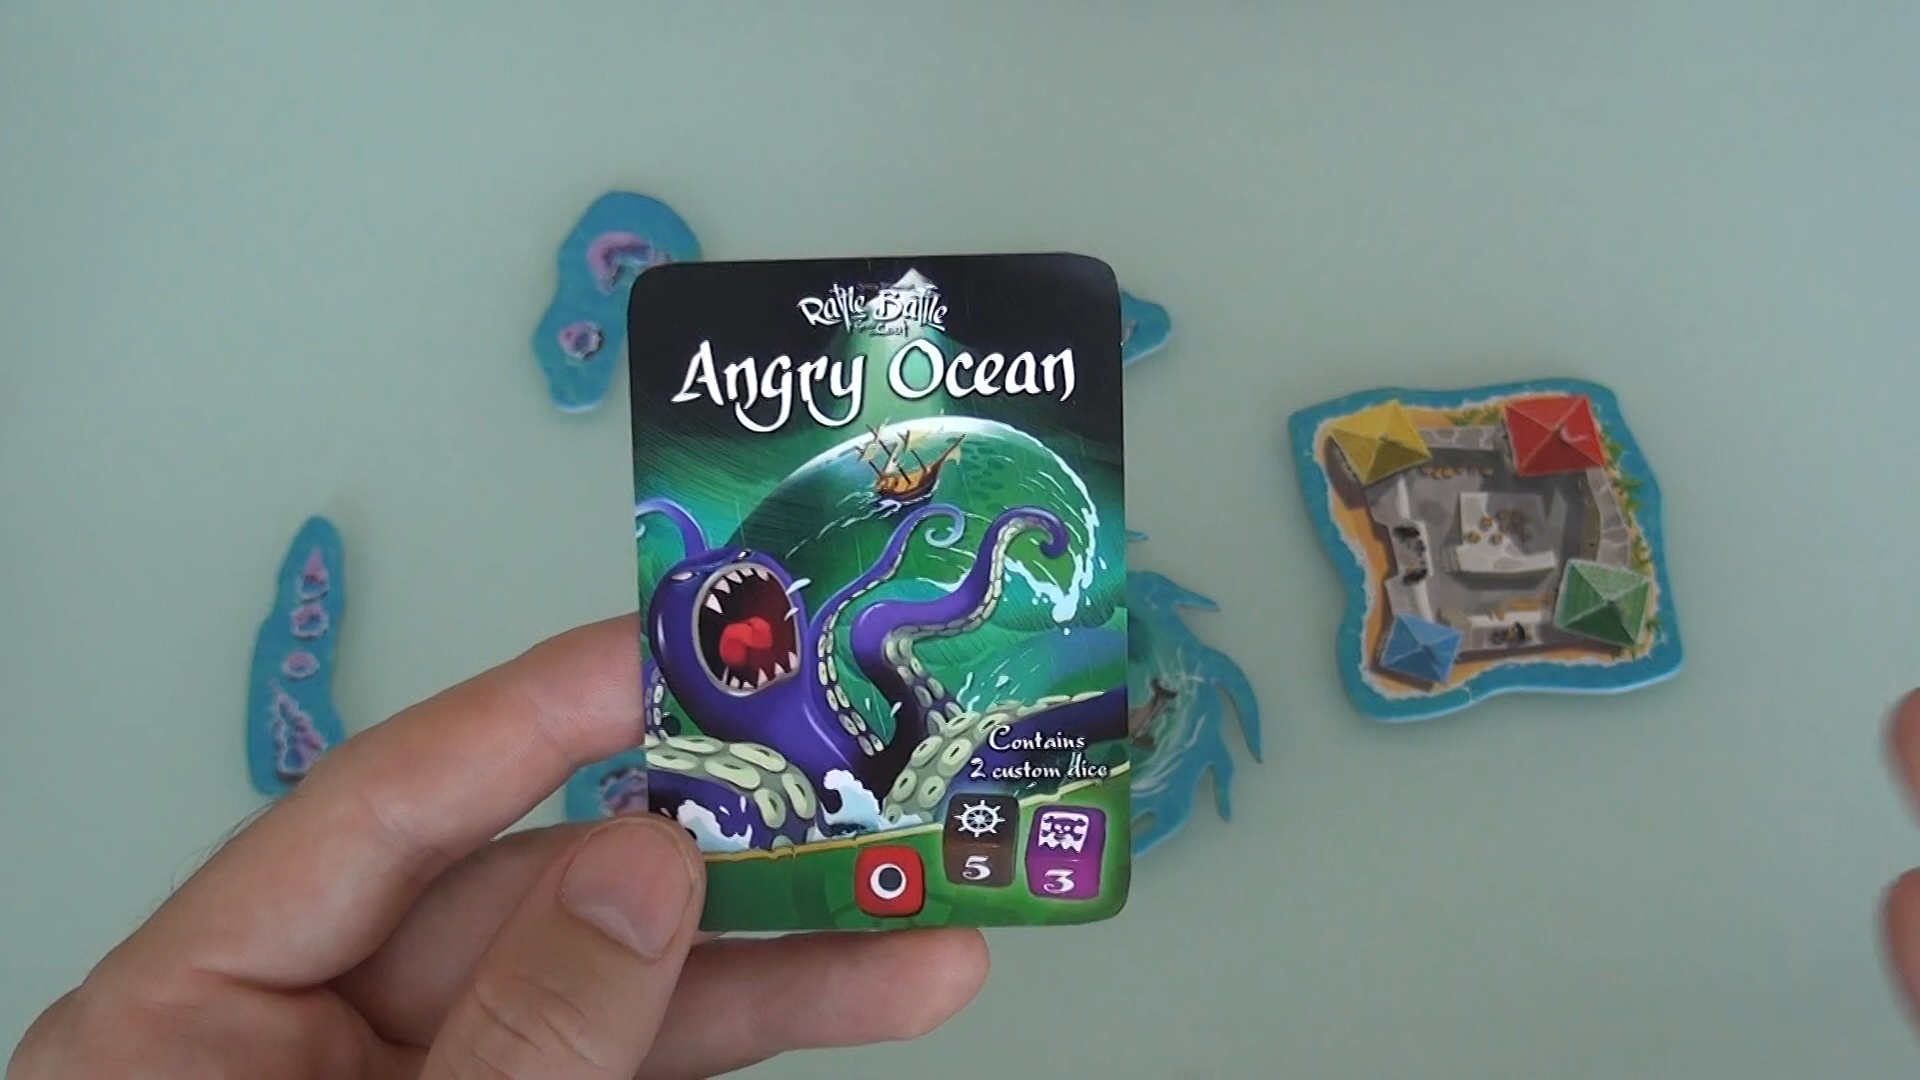 Rattle Battle
Angry Ocean
Contains
2 custom dice
5
3